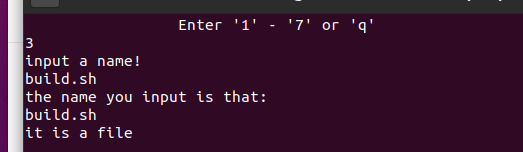 Enter '1' - '7' or 'q'
3
input a name!
build.sh
the name you input is that:
build.sh
it is a file